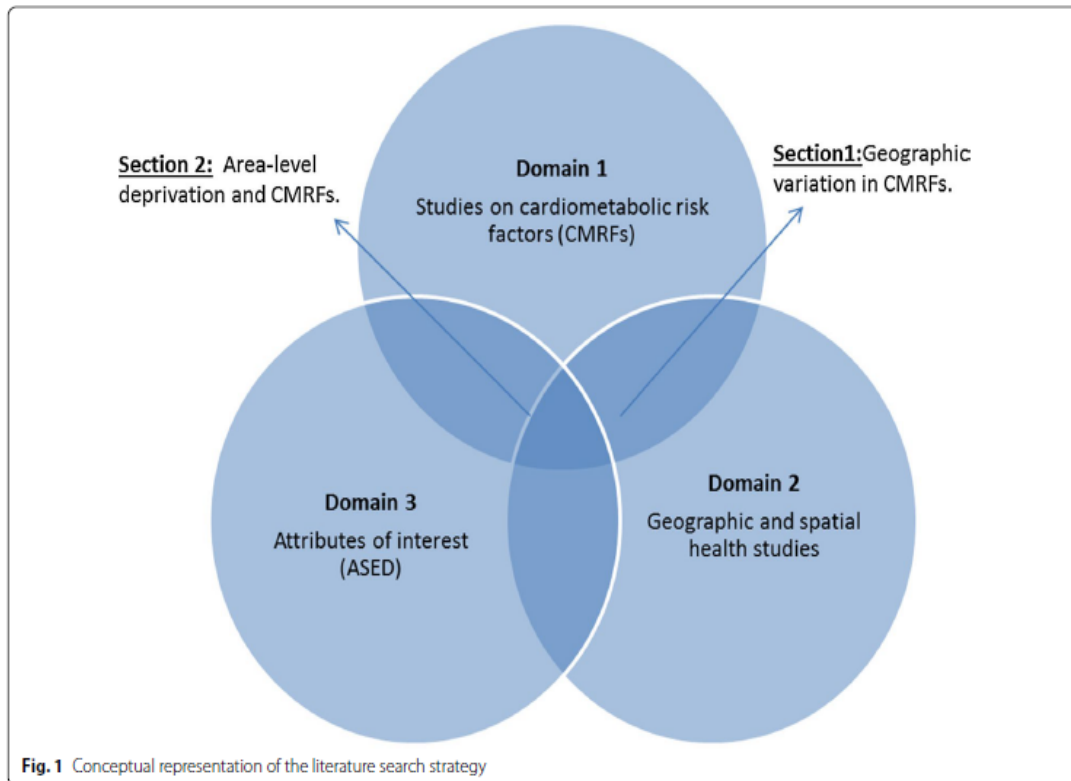 Domain 1
Studies on cardiometabolic risk
factors (CMRFs)
Section 2: Area-level
deprivation and CMRFs.
Section1:Geographic
variation in CMRFs.
Domain 3
Attributes of interest
(ASED)
Domain 2
Geographic and spatial
health studies
Fig. 1 Conceptual representation of the literature search strategy